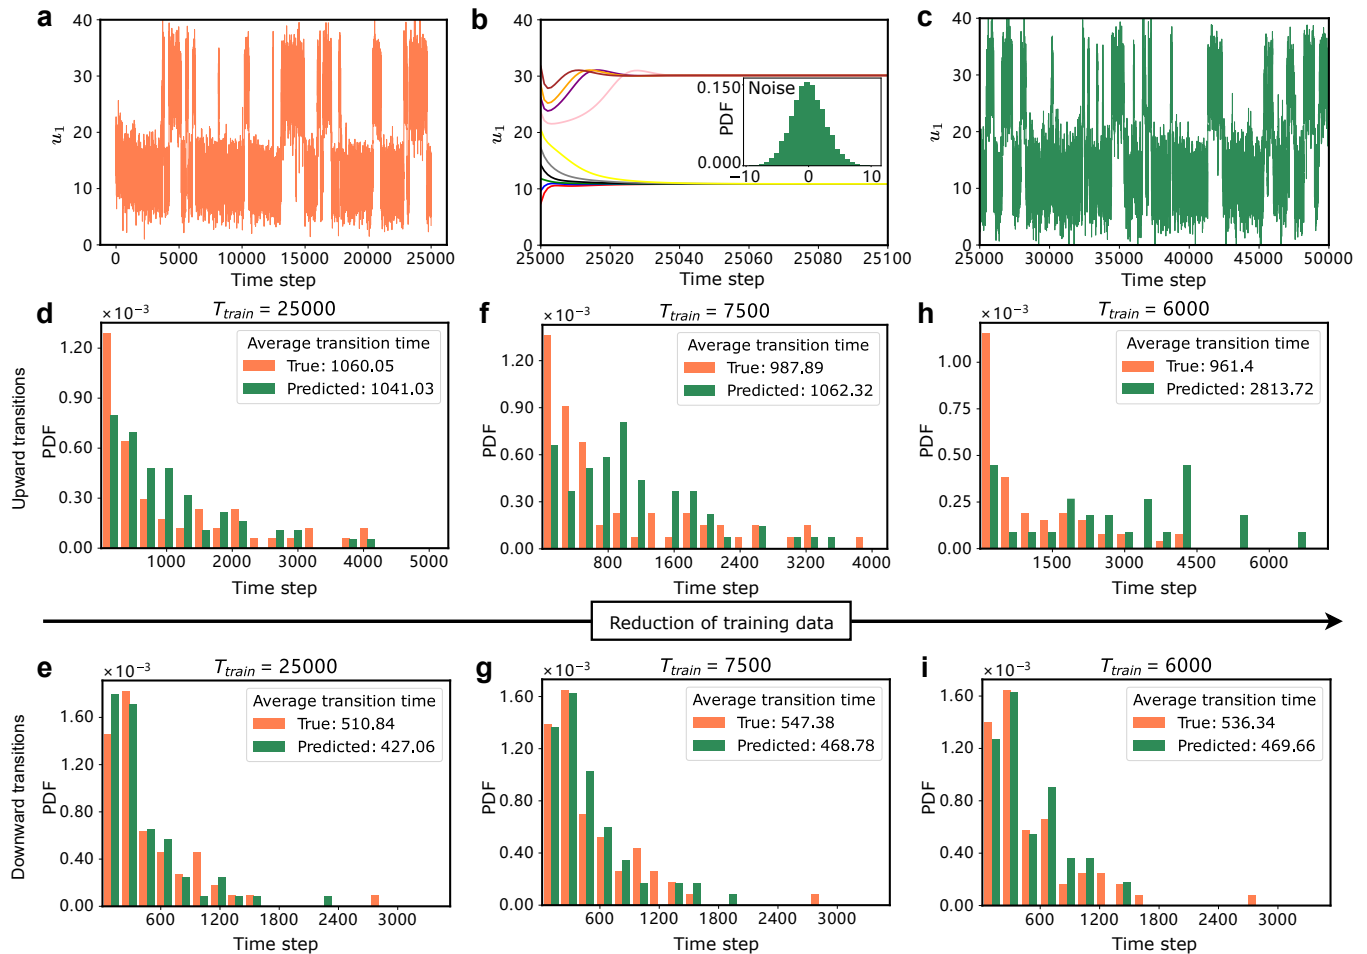 a
40
30
20
10
0
u1
0 5000 10000 15000 20000 25000
Time step
b
40
30
20
10
0
u1
Noise
0.150
0.000
PDF
−10 0 10
25000 25020 25040 25060 25080 25100
Time step
c
40
30
20
10
0
u1
25000 30000 35000 40000 45000 50000
Time step
Upward transitions
d
×10−3
Ttrain = 25000
1.20
0.90
0.60
0.30
0.00
PDF
Average transition time
True: 1060.05
Predicted: 1041.03
1000 2000 3000 4000 5000
Time step
f
×10−3
Ttrain = 7500
1.20
0.90
0.60
0.30
0.00
PDF
Average transition time
True: 987.89
Predicted: 1062.32
800 1600 2400 3200 4000
Time step
h
×10−3
Ttrain = 6000
1.00
0.75
0.50
0.25
0.00
PDF
Average transition time
True: 961.4
Predicted: 2813.72
1500 3000 4500 6000
Time step
Reduction of training data
Downward transitions
e
×10−3
Ttrain = 25000
1.60
1.20
0.80
0.40
0.00
PDF
Average transition time
True: 510.84
Predicted: 427.06
600 1200 1800 2400 3000
Time step
g
×10−3
Ttrain = 7500
1.60
1.20
0.80
0.40
0.00
PDF
Average transition time
True: 547.38
Predicted: 468.78
600 1200 1800 2400 3000
Time step
i
×10−3
Ttrain = 6000
1.60
1.20
0.80
0.40
0.00
PDF
Average transition time
True: 536.34
Predicted: 469.66
600 1200 1800 2400 3000
Time step